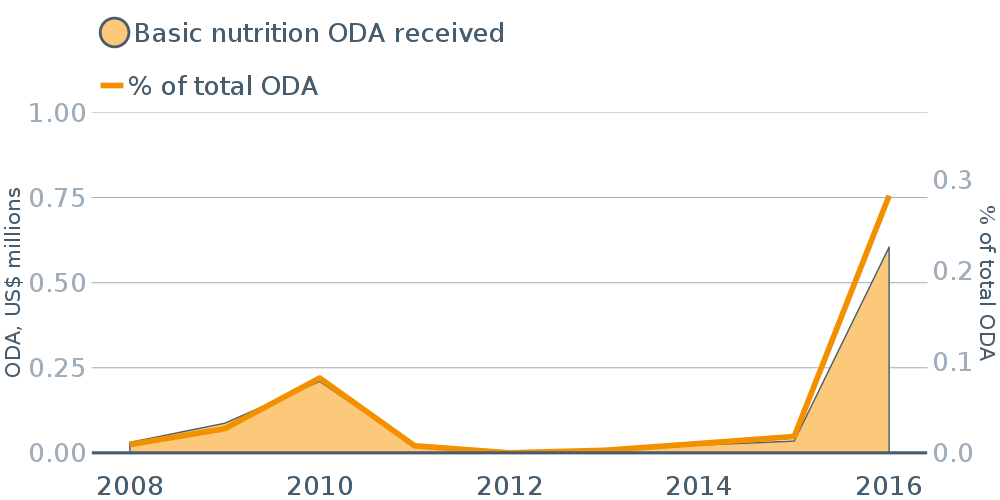 Basic nutrition ODA received
% of total ODA
1.00
0.75
0.50
0.25
0.00
ODA, US$ millions
0.3
0.2
0.1
0.0
% of total ODA
2008 2010 2012 2014 2016